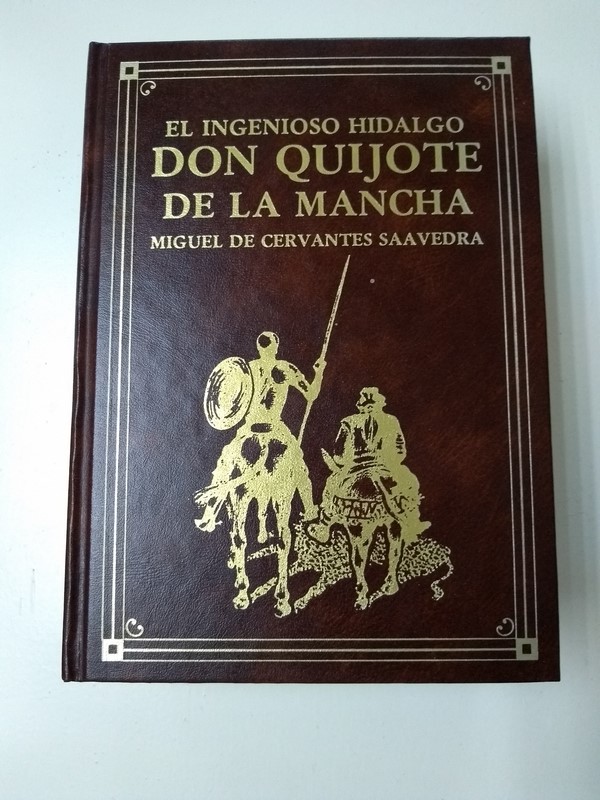 EL INGENIOSO HIDALGO
DON QUIJOTE
DE LA MANCHA
MIGUEL DE CERVANTES SAAVEDRA